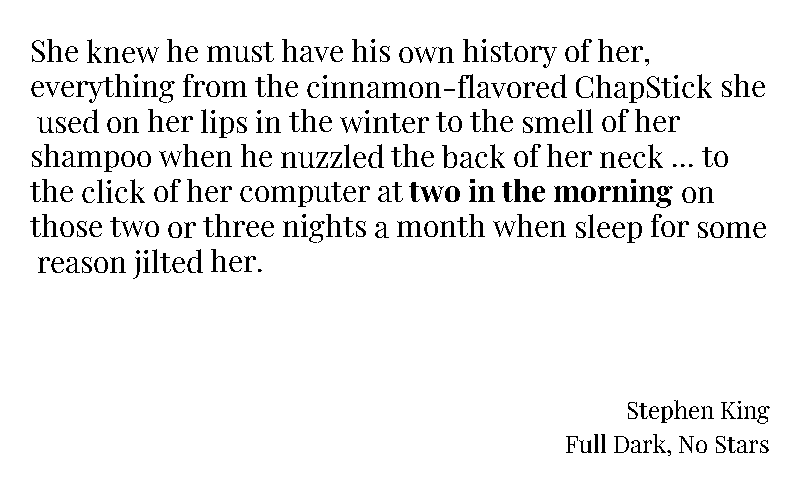 She knew he must have his own history of her,
everything from the cinnamon-flavored ChapStick she
used on her lips in the winter to the smell of her
shampoo when he nuzzled the back of her neck ... to
the click of her computer at two in the morning on
those two or three nights a month when sleep for some
reason jilted her.
Stephen King
Full Dark, No Stars